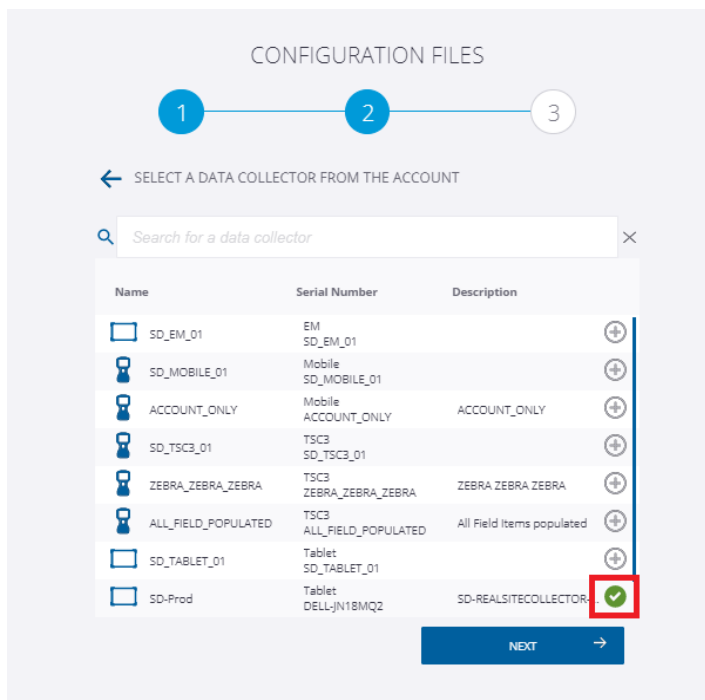 CONFIGURATION FILES
1 2 3
SELECT A DATA COLLECTOR FROM THE ACCOUNT
Search for a data collector
Name Serial Number Description
SD_EM_01 EM
SD_EM_01
SD_MOBILE_01 Mobile
SD_MOBILE_01
ACCOUNT_ONLY Mobile ACCOUNT_ONLY
ACCOUNT_ONLY
SD_TSC3_01 TSC3
SD_TSC3_01
ZEBRA_ZEBRA_ZEBRA TSC3 ZEBRA ZEBRA ZEBRA
ZEBRA_ZEBRA_ZEBRA
ALL_FIELD_POPULATED TSC3 All Field Items populated
ALL_FIELD_POPULATED
SD_TABLET_01 Tablet
SD_TABLET_01
SD-Prod Tablet SD-REALSITECOLLECTOR-..
DELL-JN18MQ2
NEXT